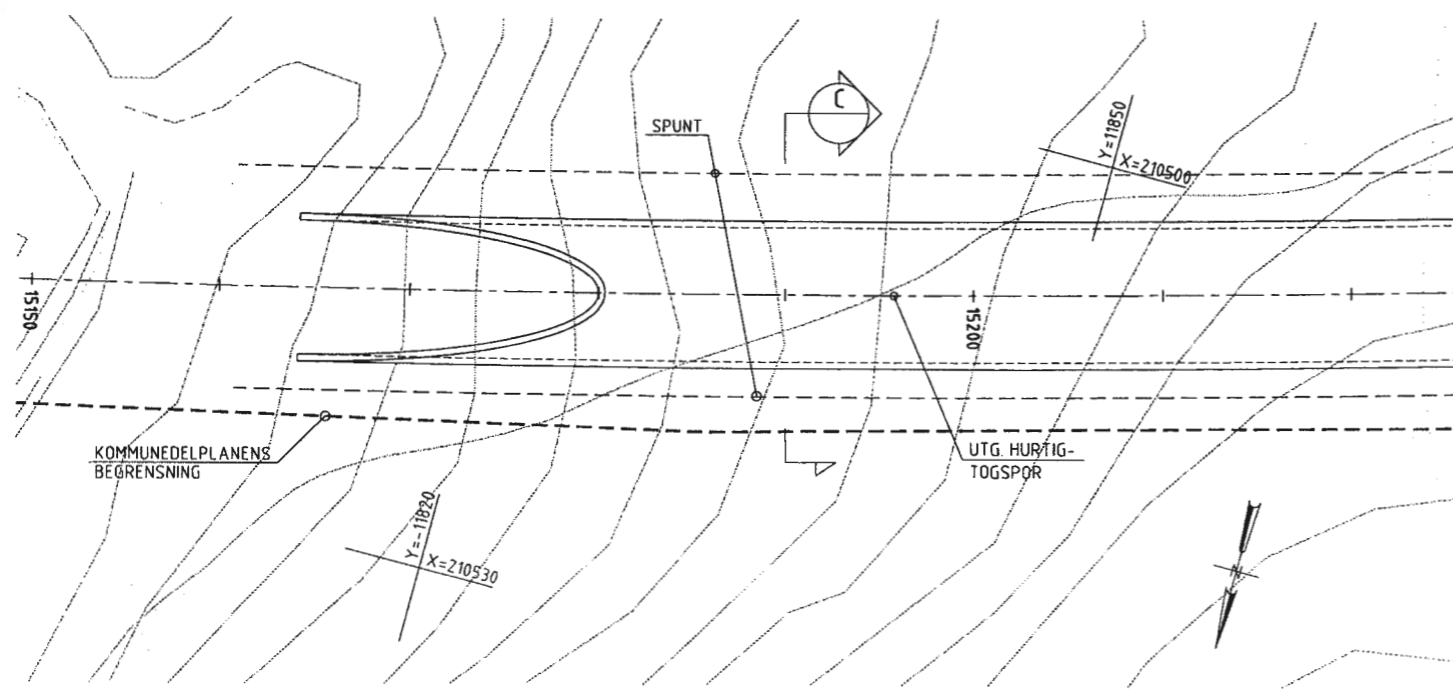 C
SPUNT
Y=11850
X=210500
15150
15200
KOMMUNEDELPLANENS
BEGRENSNING
UTG. HURTIG-
TOGSPOR
Y=-11820
X=210530
N